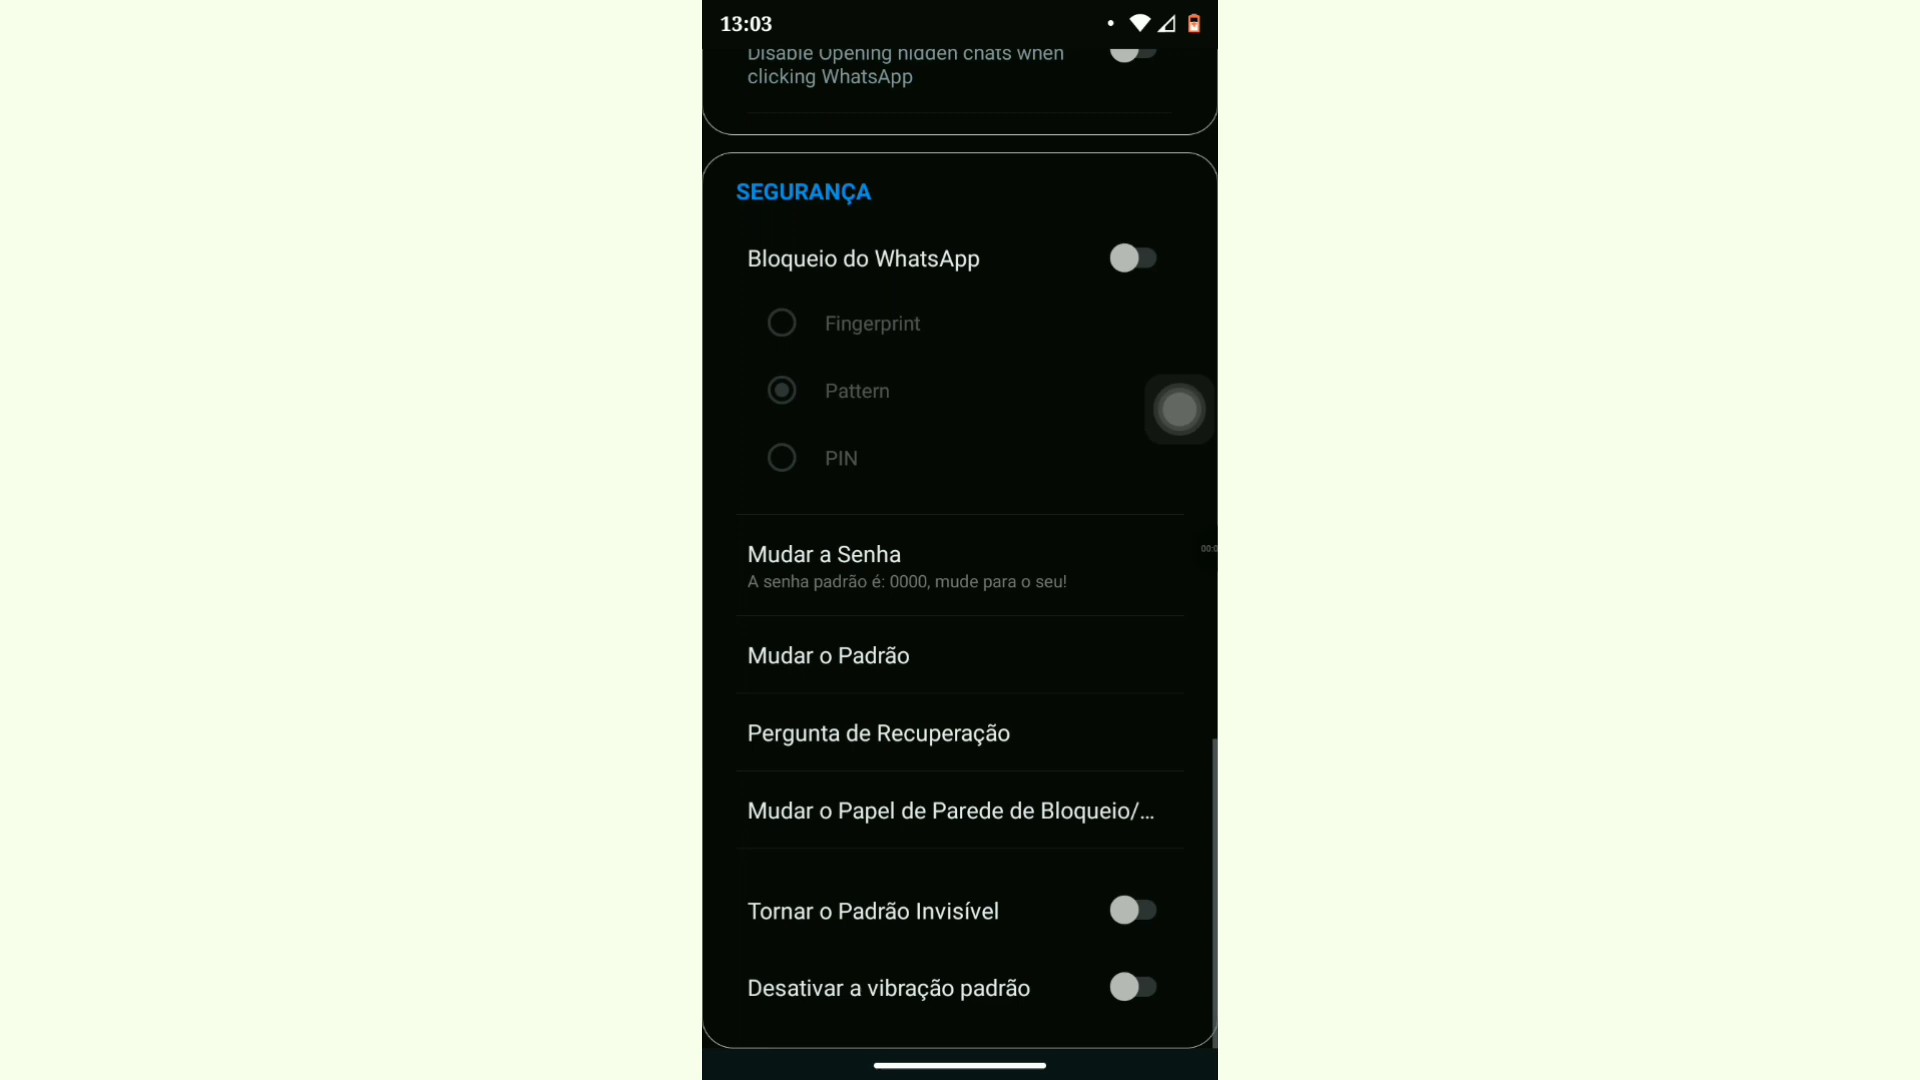 13:03
Disable Opening hidden chats when
clicking WhatsApp
SEGURANÇA
Bloqueio do WhatsApp
Fingerprint
Pattern
PIN
Mudar a Senha
A senha padrão é: 0000, mude para o seu!
Mudar o Padrão
Pergunta de Recuperação
Mudar o Papel de Parede de Bloqueio/...
Tornar o Padrão Invisível
Desativar a vibração padrão